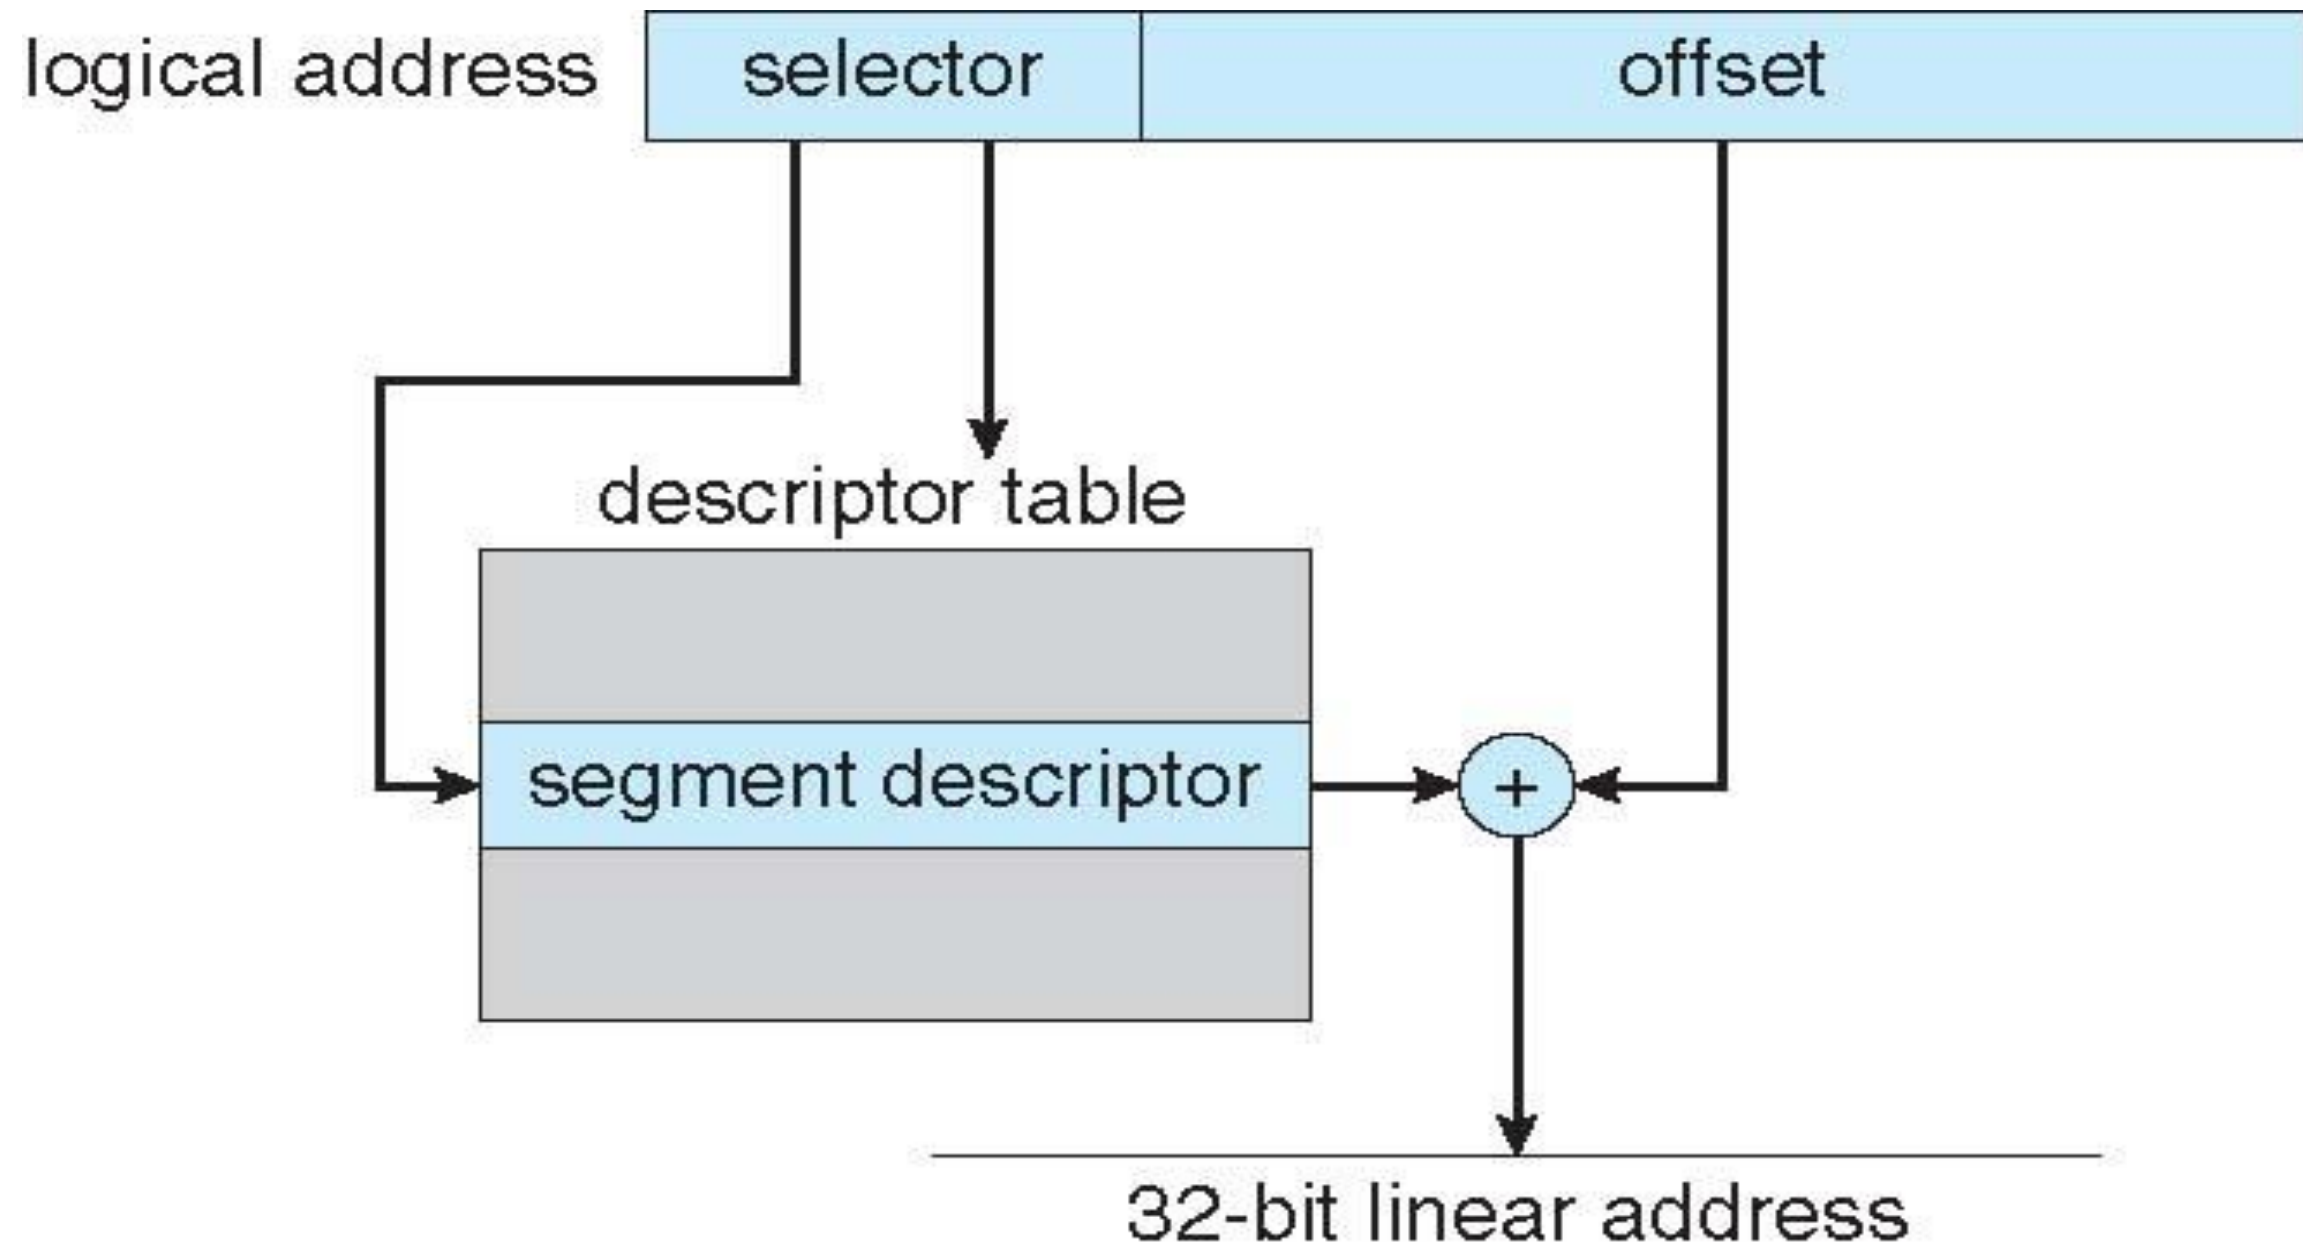 logical address selector offset
descriptor table
segment descriptor +
32-bit linear address